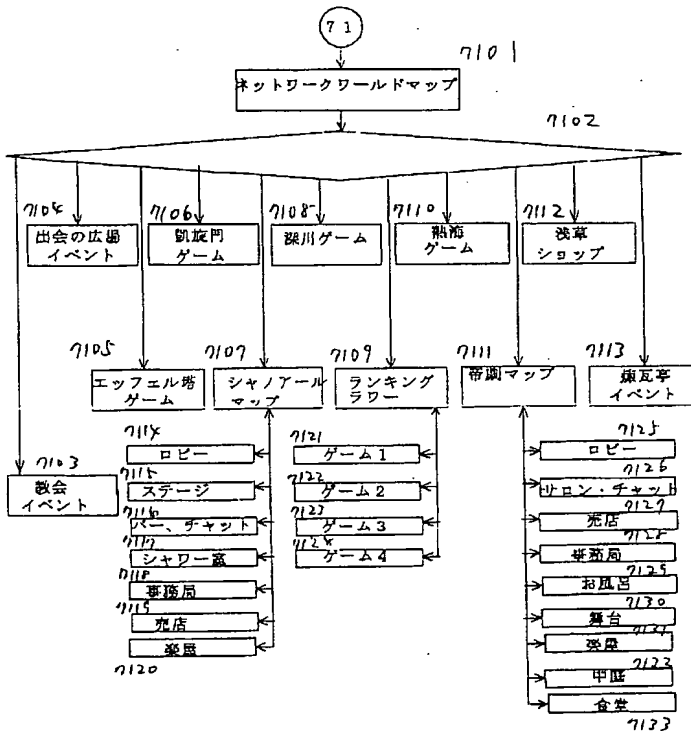 71
7101
ネットワークワールドマップ
7102
7104
出会の広場
イベント
7106
凱旋門
ゲーム
7108
深川ゲーム
7110
熱海
ゲーム
7112
浅草
ショップ
7105
エッフェル塔
ゲーム
7107
シャノアール
マップ
7109
ランキング
ラワー
7111
帝劇マップ
7113
煉瓦亭
イベント
7103
教会
イベント
7114
ロビー
7115
ステージ
7116
バー、チャット
7117
シャワー室
7118
事務局
7119
売店
楽屋
7120
7121
ゲーム1
7122
ゲーム2
7123
ゲーム3
7124
ゲーム4
7125
ロビー
7126
サロン・チャット
7127
売店
7128
事務局
7129
お風呂
7130
舞台
7131
楽屋
7132
中庭
食堂
7133